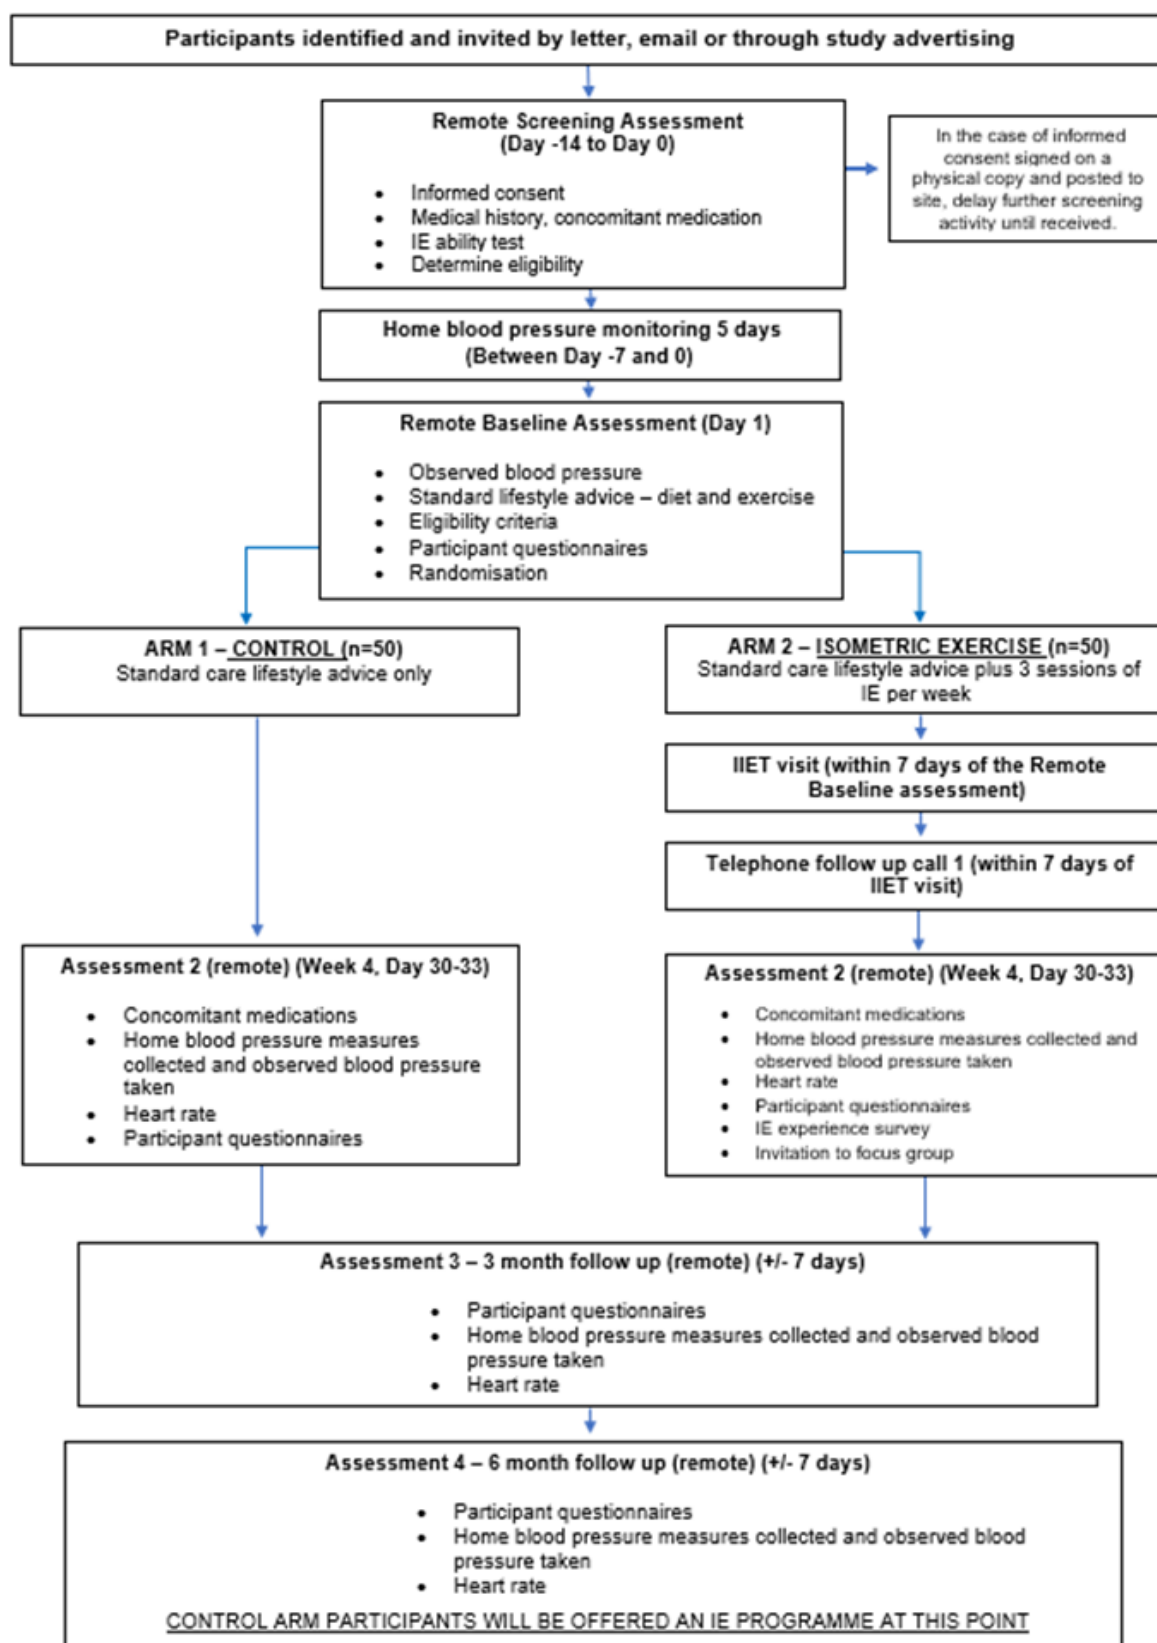 Participants identified and invited by letter, email or through study advertising
Remote Screening Assessment
(Day -14 to Day 0)
• Informed consent
• Medical history, concomitant medication
• IE ability test
• Determine eligibility
In the case of informed
consent signed on a
physical copy and posted to
site, delay further screening
activity until received.
Home blood pressure monitoring 5 days
(Between Day -7 and 0)
Remote Baseline Assessment (Day 1)
• Observed blood pressure
• Standard lifestyle advice – diet and exercise
• Eligibility criteria
• Participant questionnaires
• Randomisation
ARM 1 – CONTROL (n=50)
Standard care lifestyle advice only
ARM 2 – ISOMETRIC EXERCISE (n=50)
Standard care lifestyle advice plus 3 sessions of
IE per week
IIET visit (within 7 days of the Remote
Baseline assessment)
Telephone follow up call 1 (within 7 days of
IIET visit)
Assessment 2 (remote) (Week 4, Day 30-33)
• Concomitant medications
• Home blood pressure measures
collected and observed blood pressure
taken
• Heart rate
• Participant questionnaires
Assessment 2 (remote) (Week 4, Day 30-33)
• Concomitant medications
• Home blood pressure measures collected and
observed blood pressure taken
• Heart rate
• Participant questionnaires
• IE experience survey
• Invitation to focus group
Assessment 3 – 3 month follow up (remote) (+/- 7 days)
• Participant questionnaires
• Home blood pressure measures collected and observed blood
pressure taken
• Heart rate
Assessment 4 – 6 month follow up (remote) (+/- 7 days)
• Participant questionnaires
• Home blood pressure measures collected and observed blood
pressure taken
• Heart rate
CONTROL ARM PARTICIPANTS WILL BE OFFERED AN IE PROGRAMME AT THIS POINT